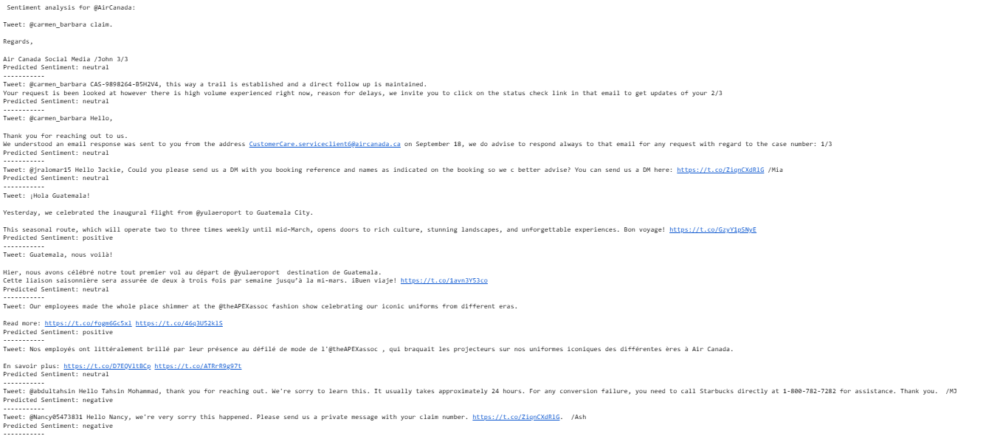 Sentiment analysis for @AirCanada:
Tweet: @carmen_barbara claim.
Regards,
Air Canada Social Media /John 3/3
Predicted Sentiment: neutral
-----------
Tweet: @carmen_barbara CAS-9898264-B5H2V4, this way a trail is established and a direct follow up is maintained.
Your request is been looked at however there is high volume experienced right now, reason for delays, we invite you to click on the status check link in that email to get updates of your 2/3
Predicted Sentiment: neutral
-----------
Tweet: @carmen_barbara Hello,
Thank you for reaching out to us.
We understood an email response was sent to you from the address CustomerCare.serviceclient6@aircanada.ca on September 18, we do advise to respond always to that email for any request with regard to the case number: 1/3
Predicted Sentiment: neutral
-----------
Tweet: @jralomar15 Hello Jackie, Could you please send us a DM with you booking reference and names as indicated on the booking so we c better advise? You can send us a DM here: https://t.co/ZiqnCXdRlG /Mia
Predicted Sentiment: neutral
-----------
Tweet: ¡Hola Guatemala!
Yesterday, we celebrated the inaugural flight from @yulaeroport to Guatemala City.
This seasonal route, which will operate two to three times weekly until mid-March, opens doors to rich culture, stunning landscapes, and unforgettable experiences. Bon voyage! https://t.co/GzyY1pSNyE
Predicted Sentiment: positive
-----------
Tweet: Guatemala, nous voilà!
Hier, nous avons célébré notre tout premier vol au départ de @yulaeroport  destination de Guatemala.
Cette liaison saisonnière sera assurée de deux à trois fois par semaine jusqu'à la mi-mars. ¡Buen viaje! https://t.co/1avn3Y53co
Predicted Sentiment: neutral
-----------
Tweet: Our employees made the whole place shimmer at the @theAPEXassoc fashion show celebrating our iconic uniforms from different eras.
Read more: https://t.co/fogm6Gc5xl https://t.co/46q3U52klS
Predicted Sentiment: positive
-----------
Tweet: Nos employés ont littéralement brillé par leur présence au défilé de mode de l'@theAPEXassoc , qui braquait les projecteurs sur nos uniformes iconiques des différentes ères à Air Canada.
En savoir plus: https://t.co/D7EQVltBCp https://t.co/ATRrR9g97t
Predicted Sentiment: neutral
-----------
Tweet: @abdultahsin Hello Tahsin Mohammad, thank you for reaching out. We're sorry to learn this. It usually takes approximately 24 hours. For any conversion failure, you need to call Starbucks directly at 1-800-782-7282 for assistance. Thank you.  /MJ
Predicted Sentiment: negative
-----------
Tweet: @Nancy05473831 Hello Nancy, we're very sorry this happened. Please send us a private message with your claim number. https://t.co/ZiqnCXdRlG.  /Ash
Predicted Sentiment: negative
-----------